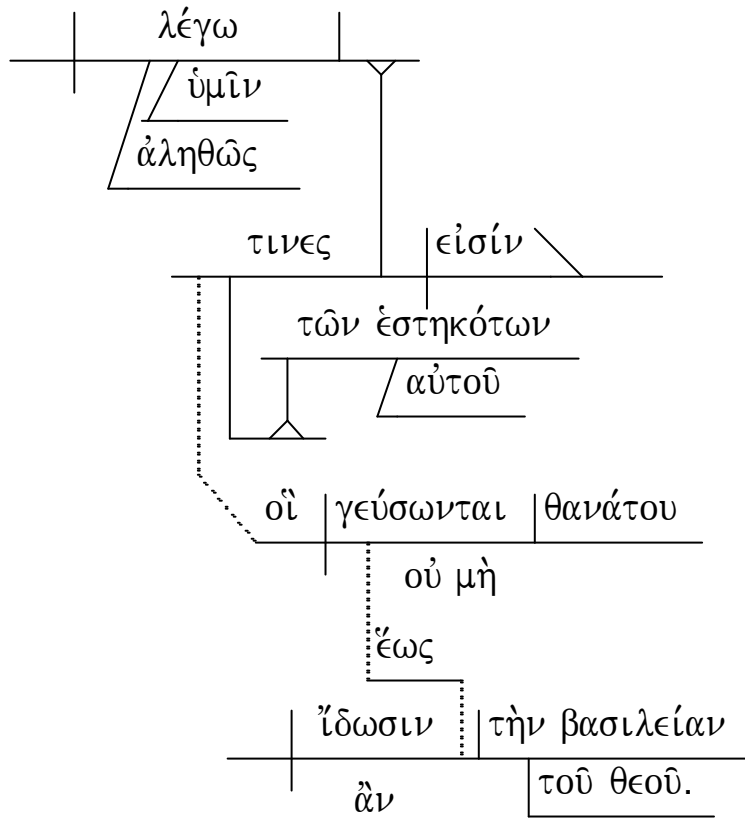 λέγω
ὑμῖν
ἀληθῶς
τινες εἰσίν
τῶν ἑστηκότων
αὐτοῦ
οἳ γεύσωνται θανάτου
οὐ μὴ
ἕως
ἴδωσιν τὴν βασιλείαν
ἂν τοῦ θεοῦ.